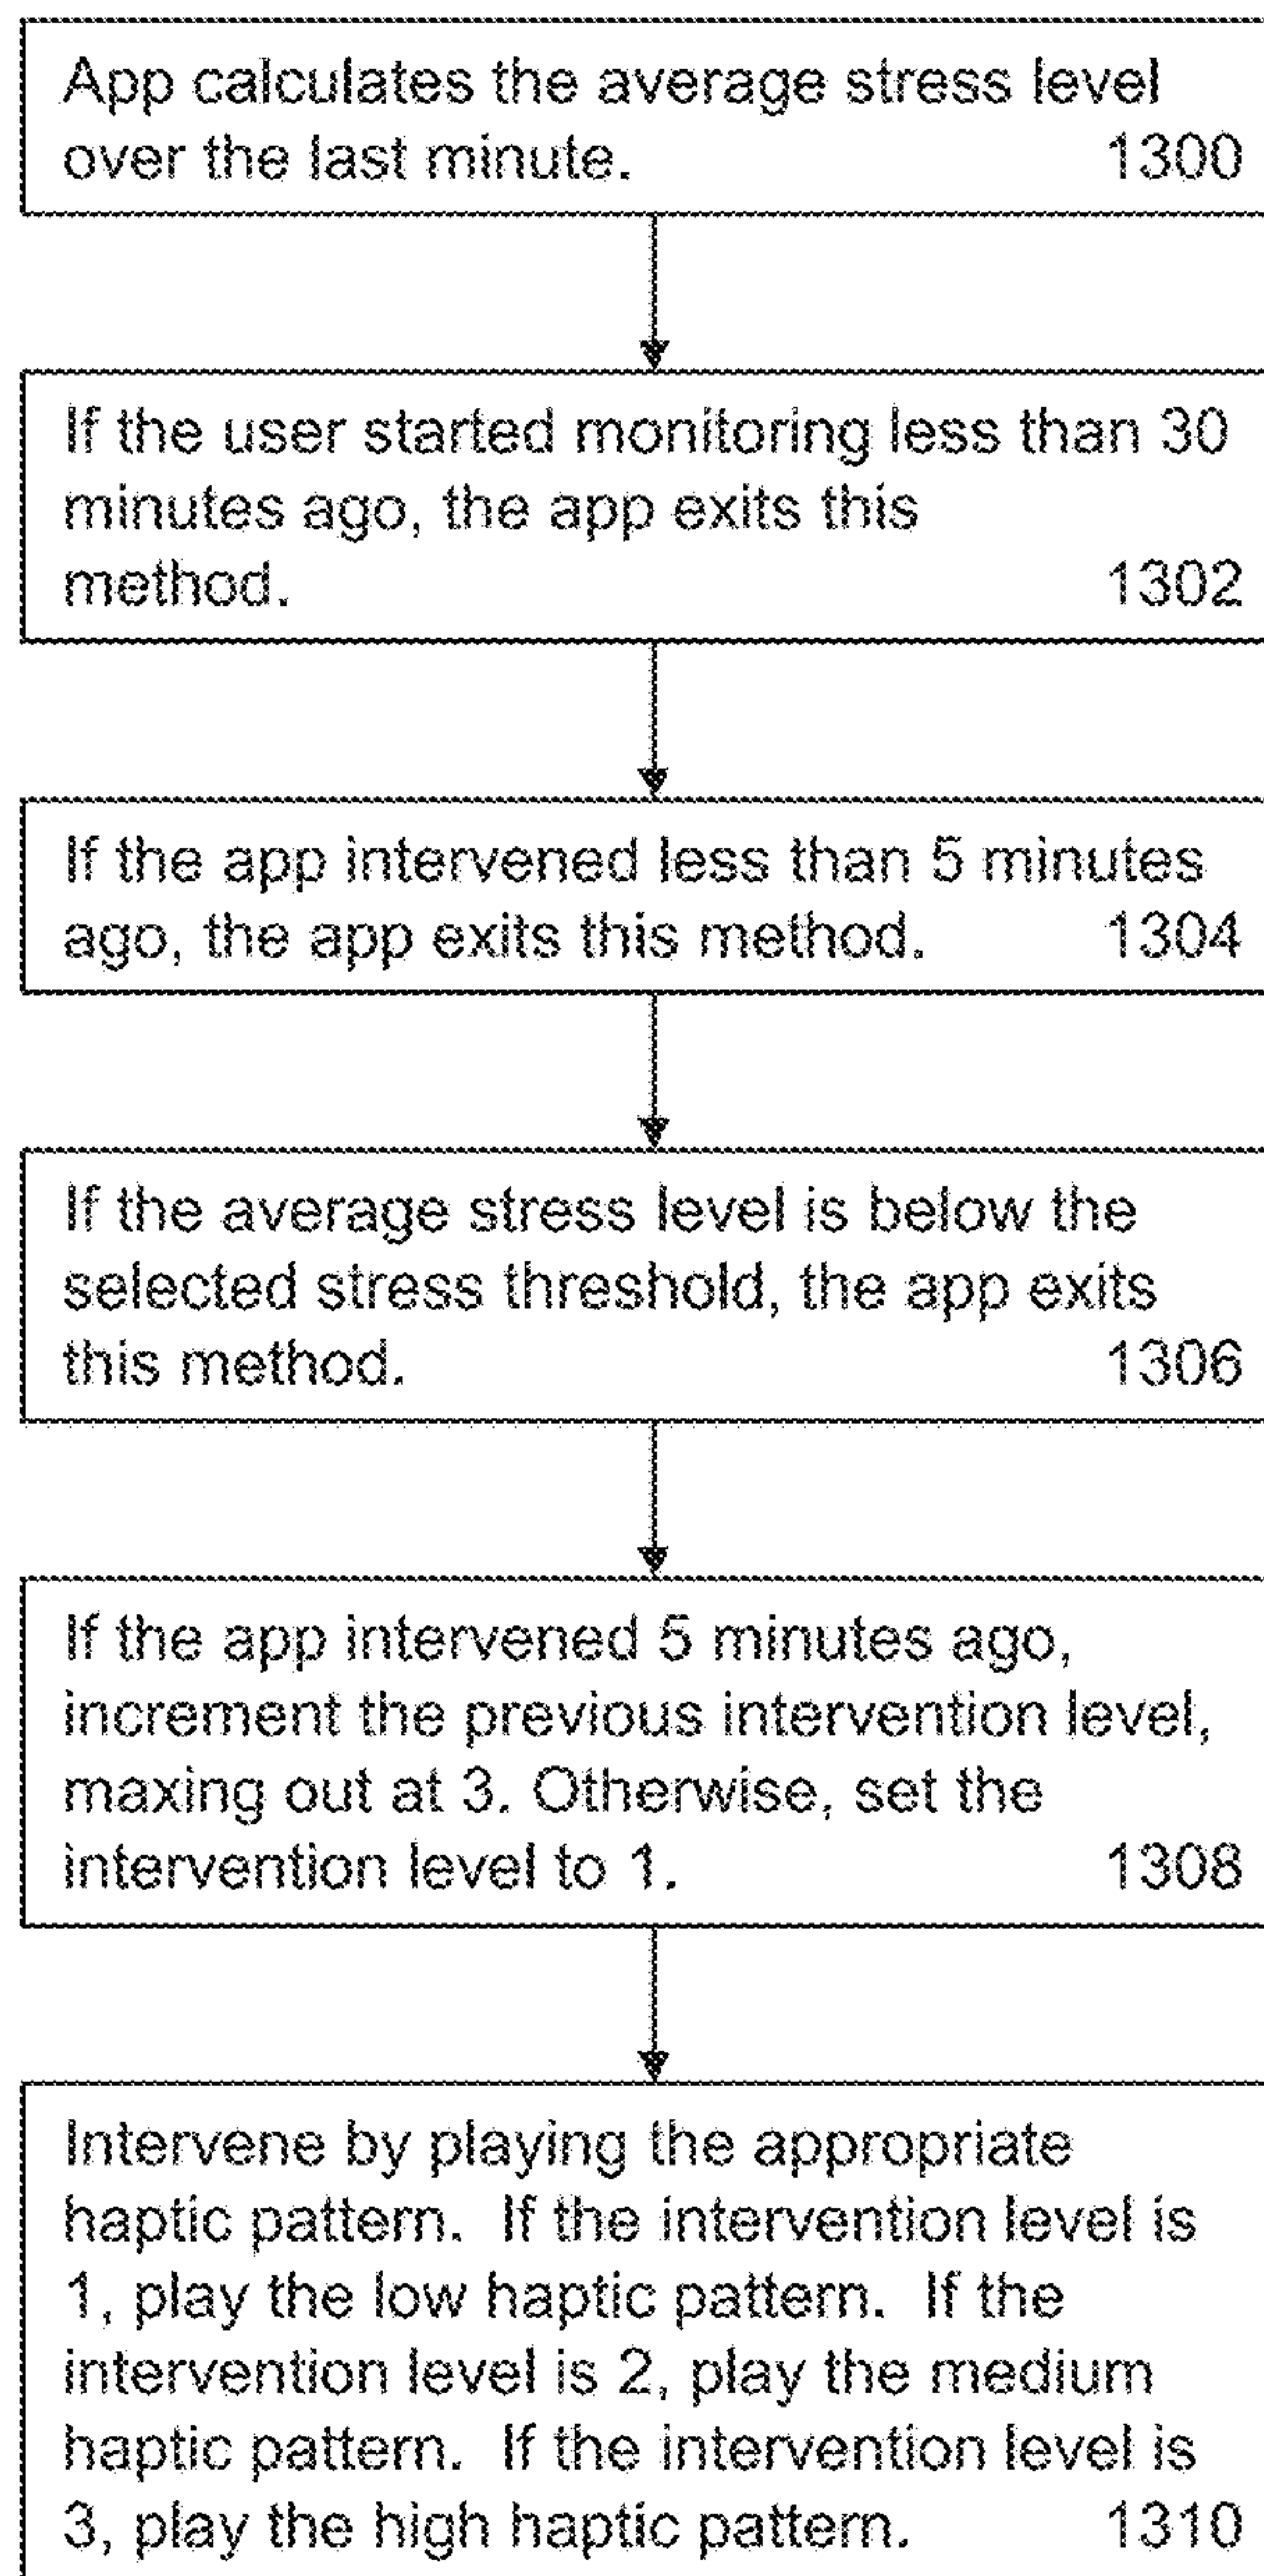 App calculates the average stress level
over the last minute. 1300
If the user started monitoring less than 30
minutes ago, the app exits this
method. 1302
If the app intervened less than 5 minutes
ago, the app exits this method. 1304
If the average stress level is below the
selected stress threshold, the app exits
this method. 1306
If the app intervened 5 minutes ago,
increment the previous intervention level,
maxing out at 3. Otherwise, set the
intervention level to 1. 1308
Intervene by playing the appropriate
haptic pattern. If the intervention level is
1, play the low haptic pattern. If the
intervention level is 2, play the medium
haptic pattern. If the intervention level is
3, play the high haptic pattern. 1310